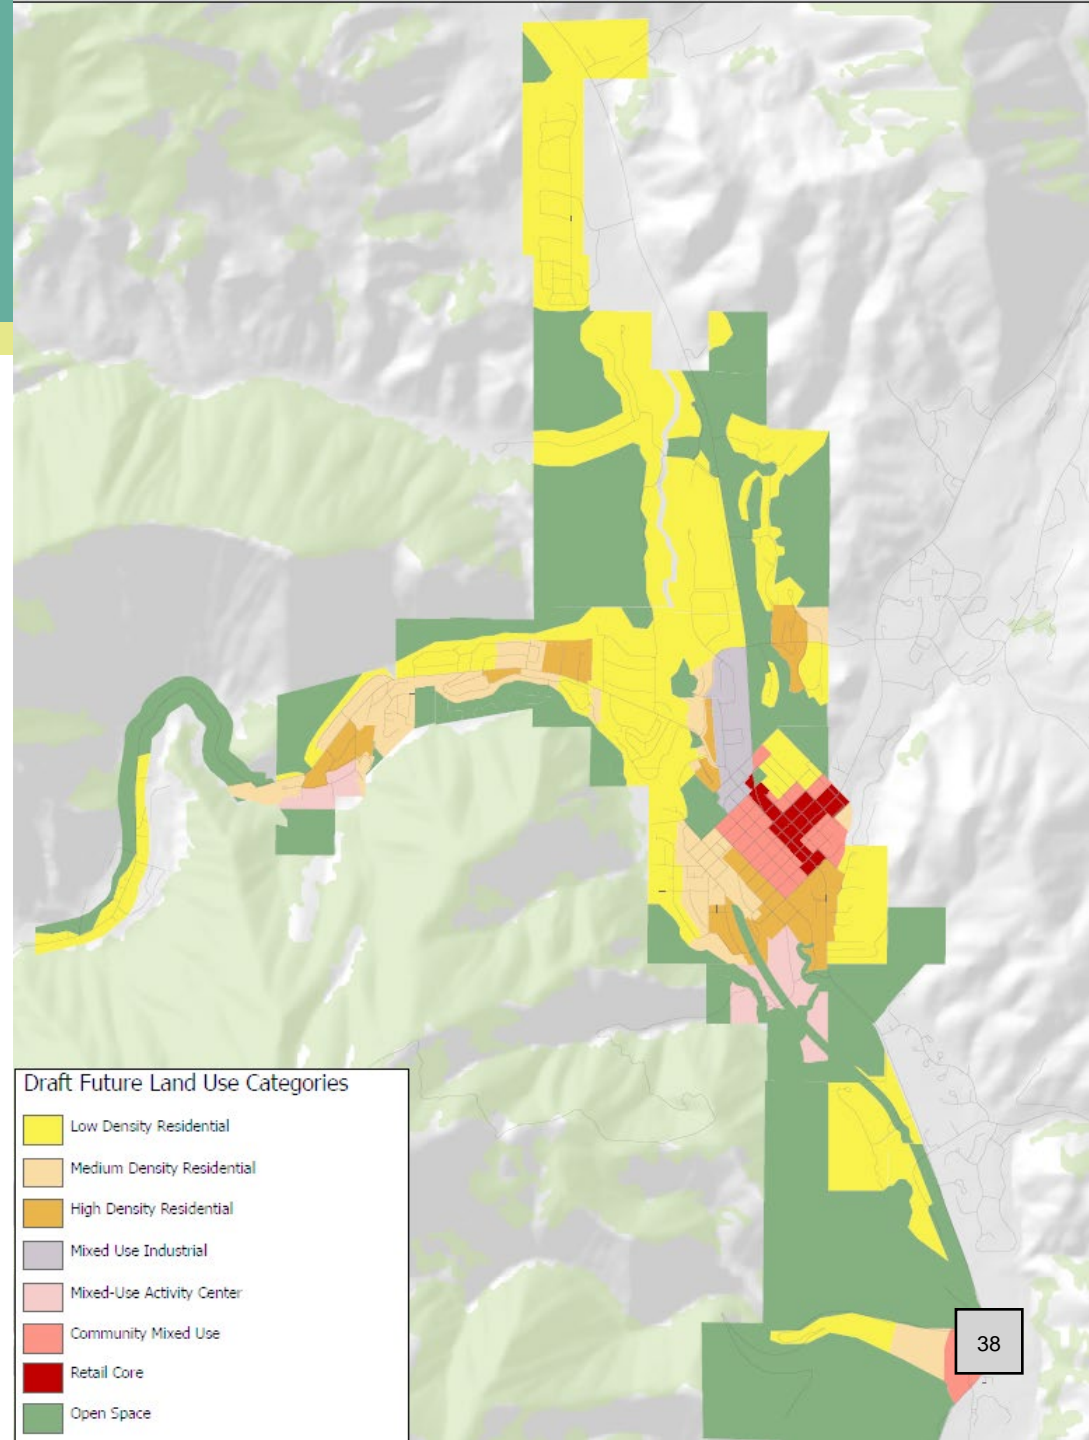 38
Draft Future Land Use Categories
Low Density Residential
Medium Density Residential
High Density Residential
Mixed Use Industrial
Mixed-Use Activity Center
Community Mixed Use
Retail Core
Open Space